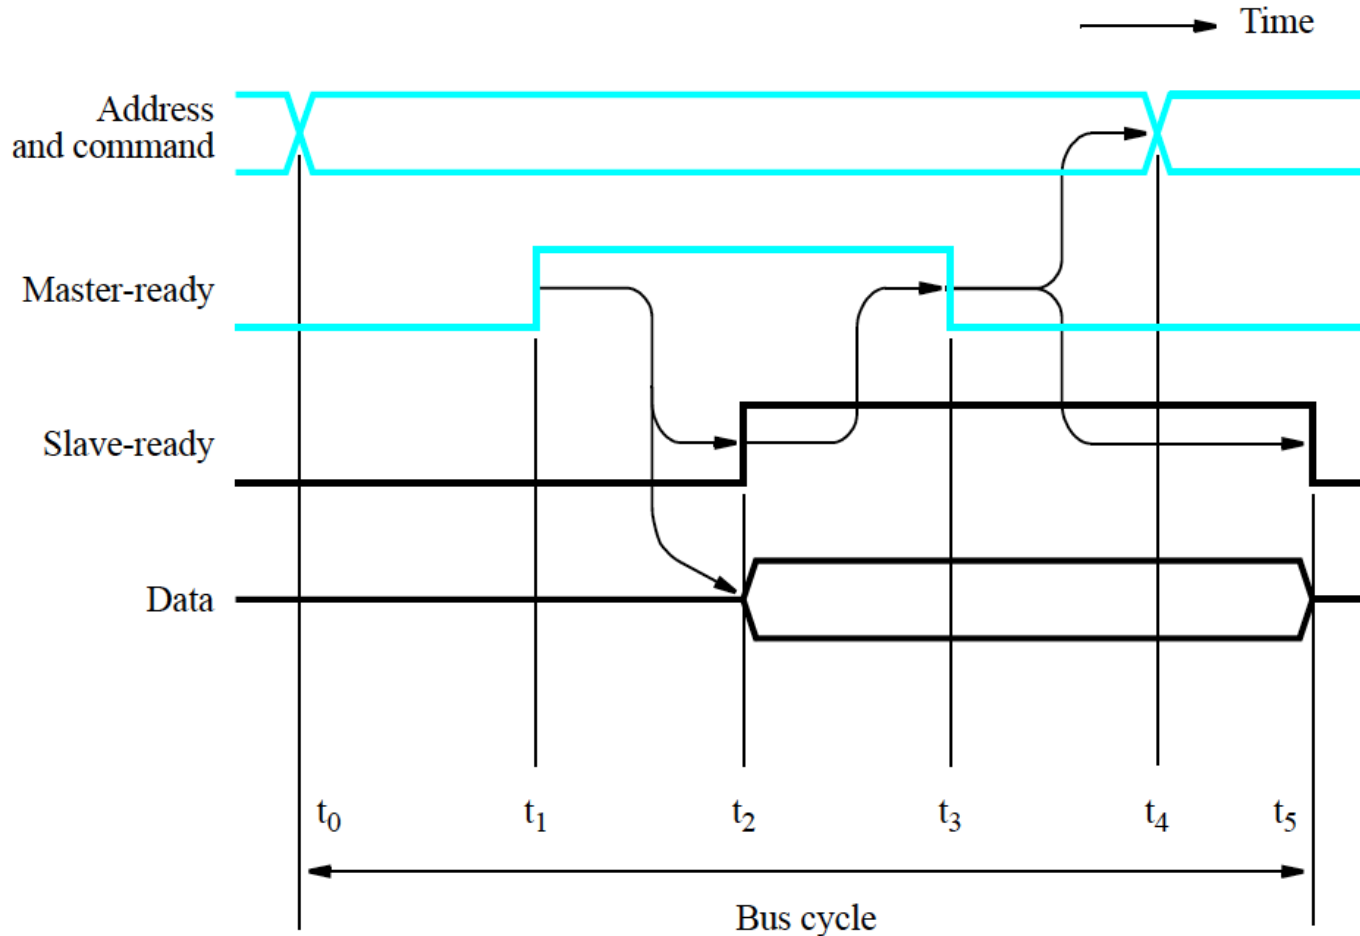 Time
Address
and command
Master-ready
Slave-ready
Data
t₀ t₁ t₂ t₃ t₄ t₅
Bus cycle